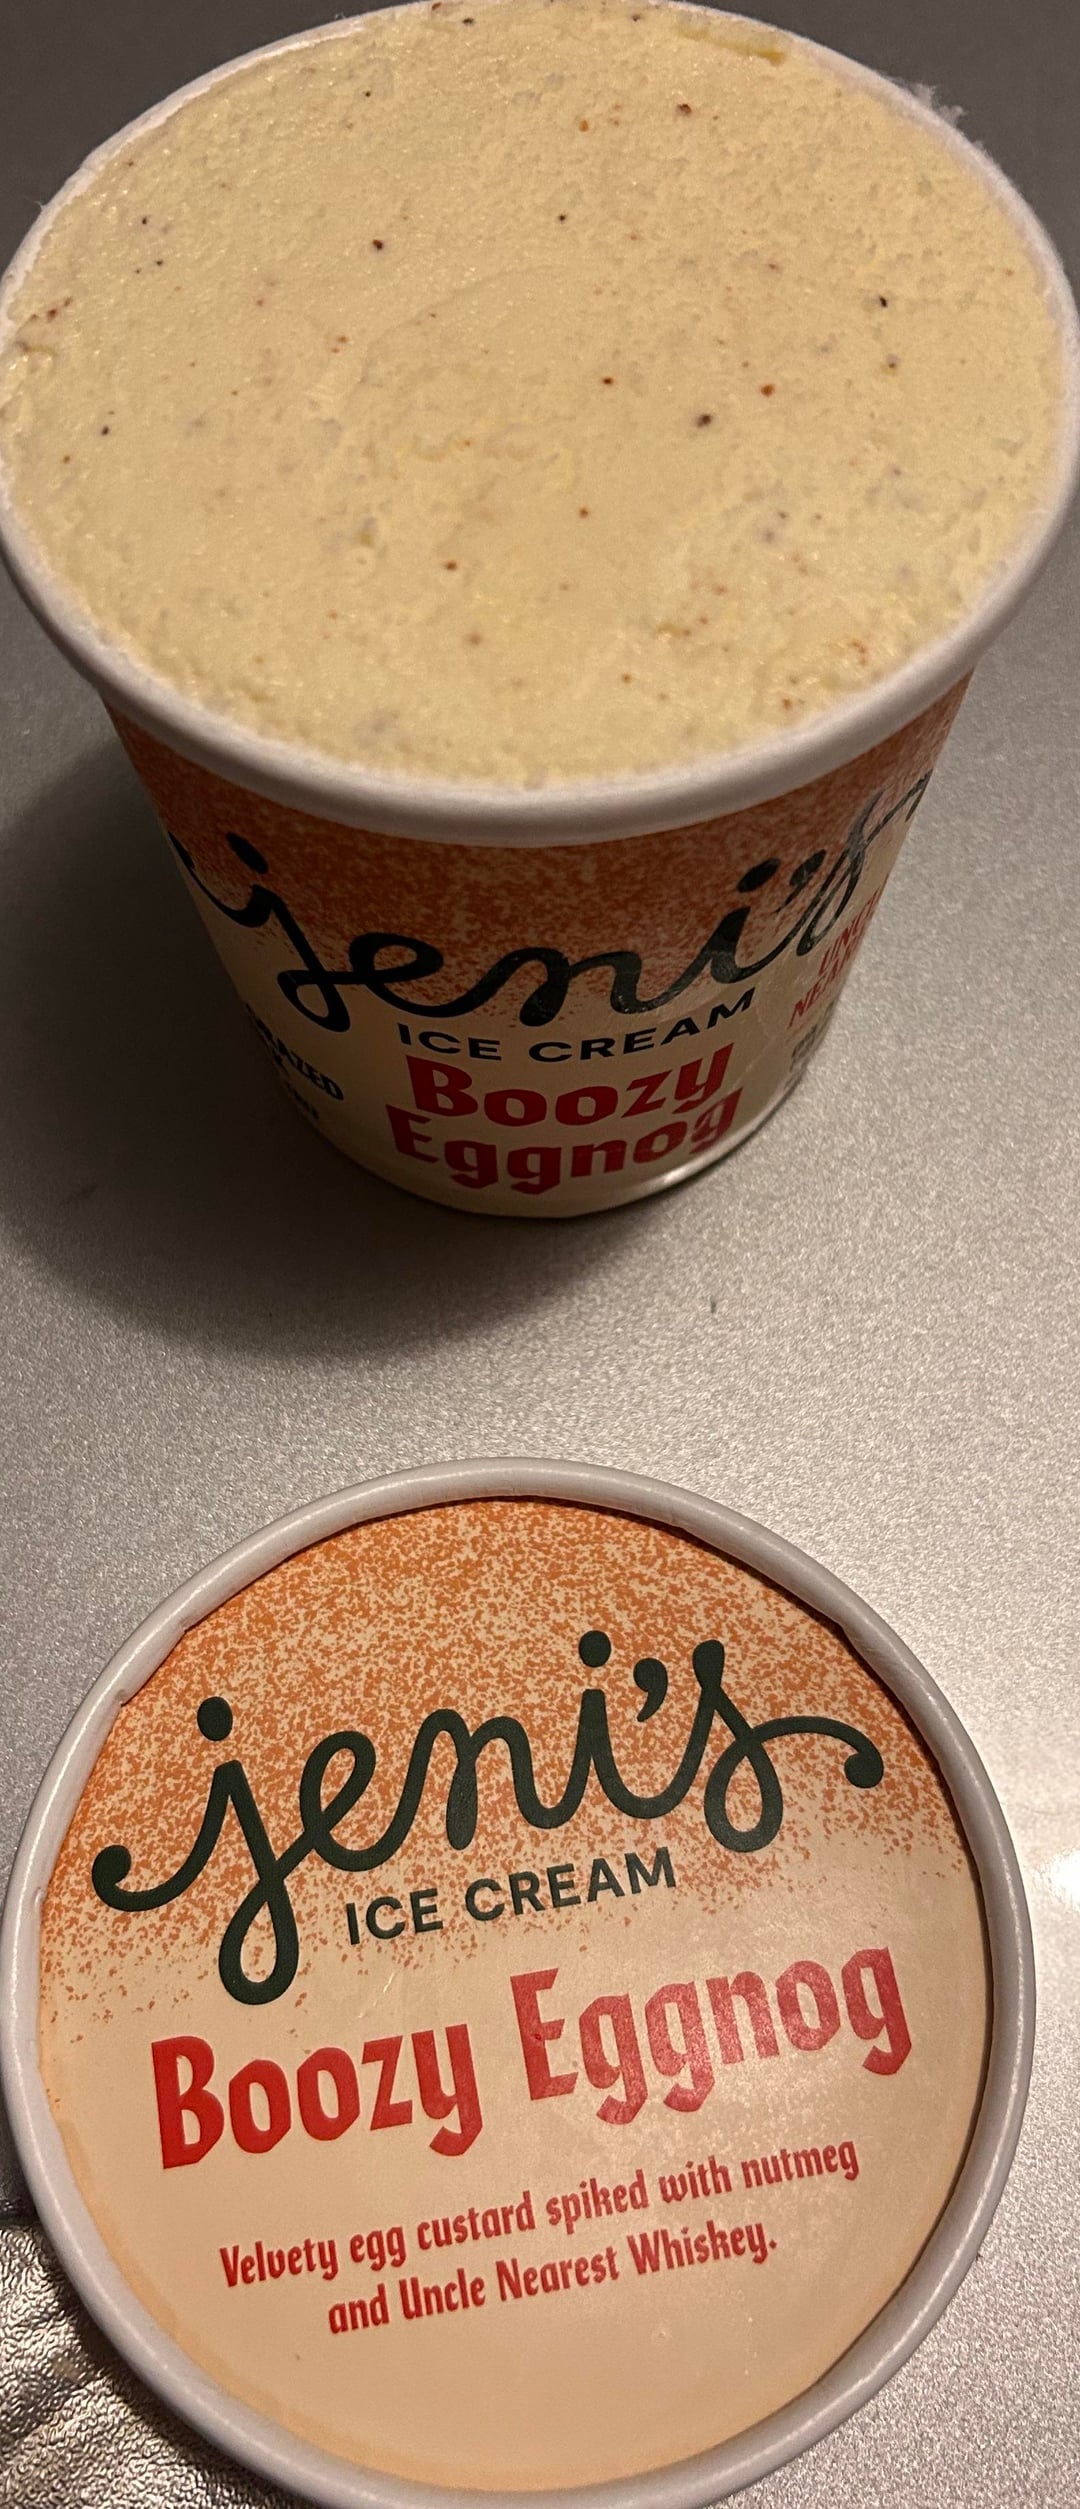 jeni's
ICE CREAM
Boozy
Eggnog
jeni's
ICE CREAM
Boozy Eggnog
Velvety egg custard spiked with nutmeg
and Uncle Nearest Whiskey.